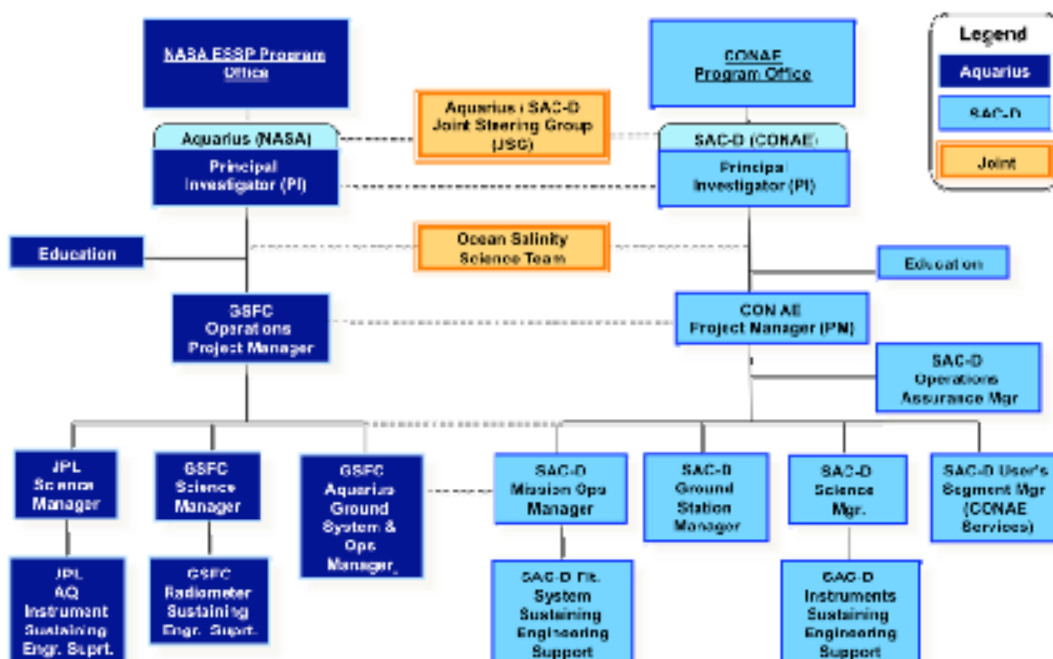 NASA ESSP Program
Office
CONAE
Program Office
Legend
Aquarius
SAC-D
Joint
Aquarius / SAC-D
Joint Steering Group
(JSG)
Aquarius (NASA)
Principal
Investigator (PI)
SAC-D (CONAE)
Principal
Investigator (PI)
Education
Ocean Salinity
Science Team
Education
GSFC
Operations
Project Manager
CONAE
Project Manager (PM)
SAC-D
Operations
Assurance Mgr
JPL
Science
Manager
GSFC
Science
Manager
GSFC
Aquarius
Ground
System &
Ops
Manager
SAC-D
Mission Ops
Manager
SAC-D
Ground
Station
Manager
SAC-D
Science
Mgr.
SAC-D User's
Segment Mgr
(CONAE
Services)
JPL
AQ
Instrument
Sustaining
Engr. Suprt.
GSFC
Radiometer
Sustaining
Engr. Suprt.
SAC-D Flt.
System
Sustaining
Engineering
Support
SAC-D
Instruments
Sustaining
Engineering
Support